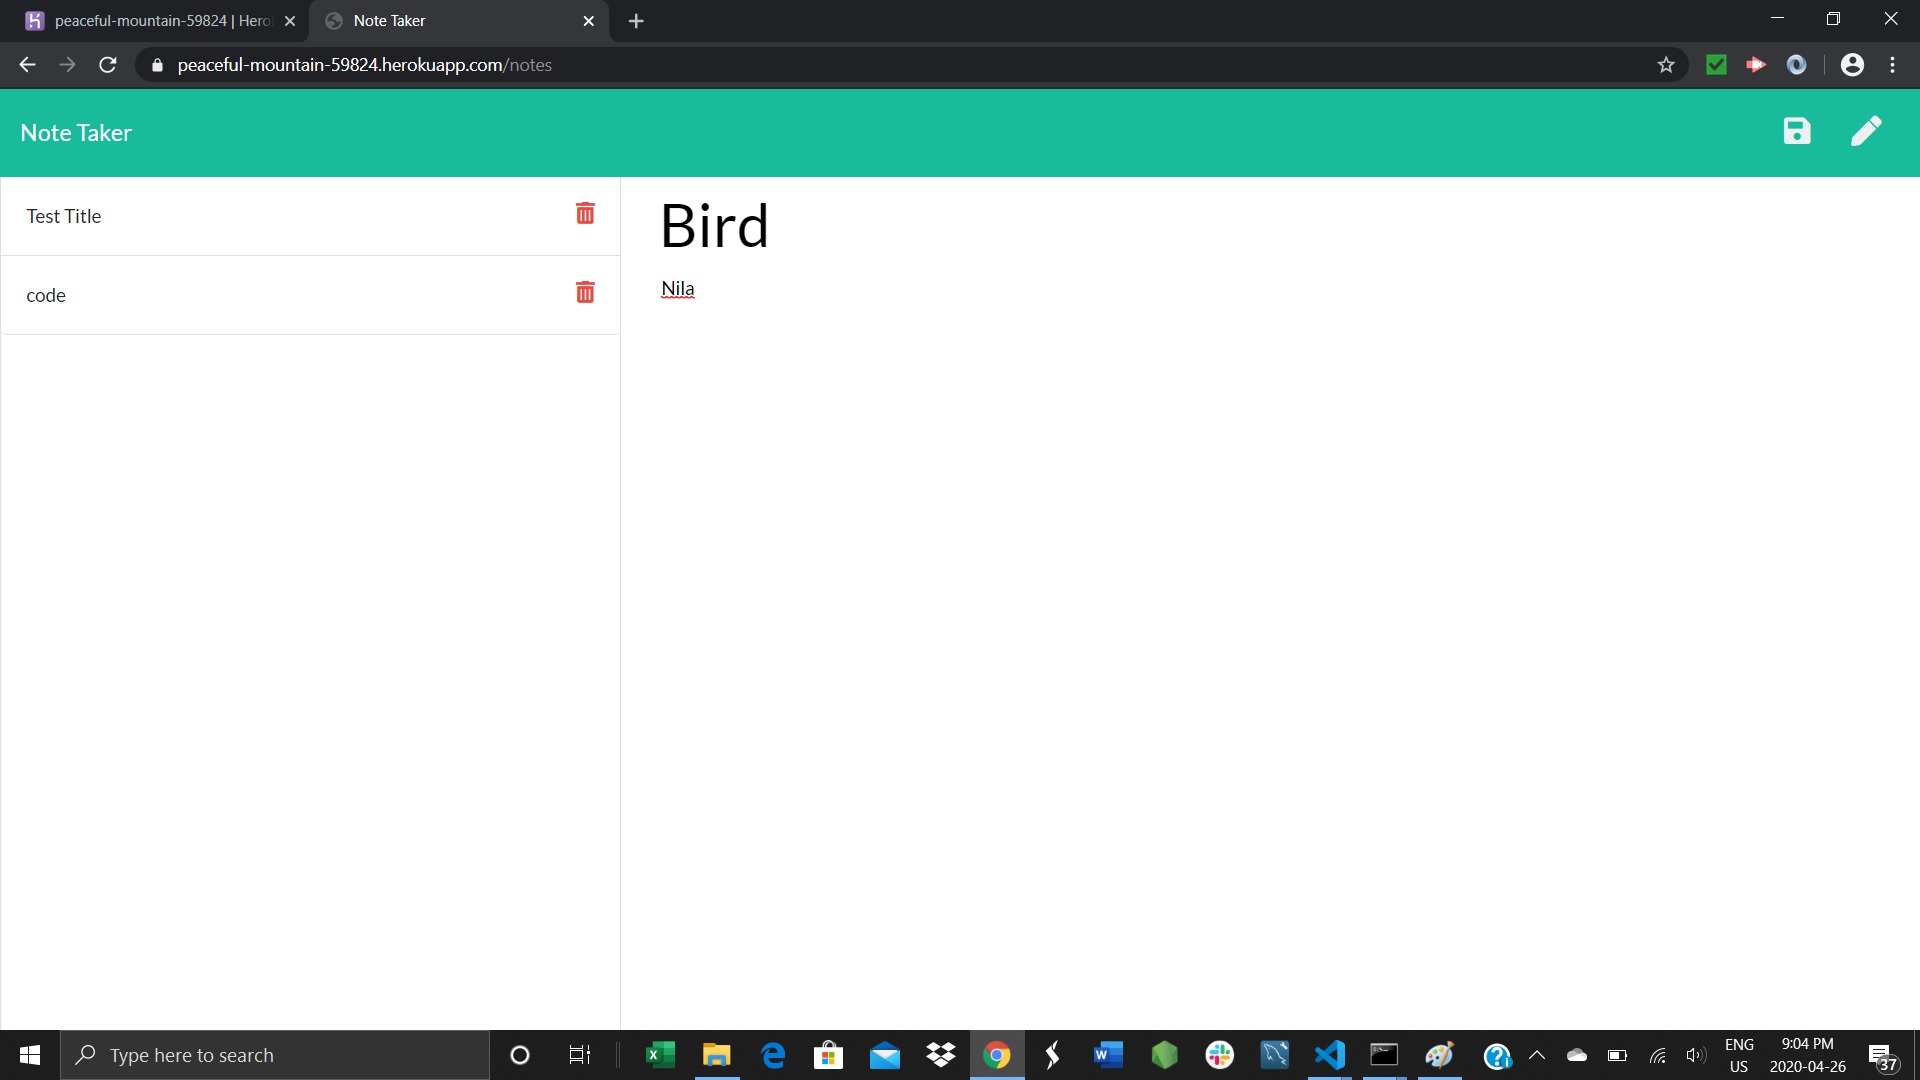 peaceful-mountain-59824 | Hero
Note Taker
peaceful-mountain-59824.herokuapp.com/notes
Note Taker
Test Title
code
Bird
Nila
Type here to search
ENG
US
9:04 PM
2020-04-26
37